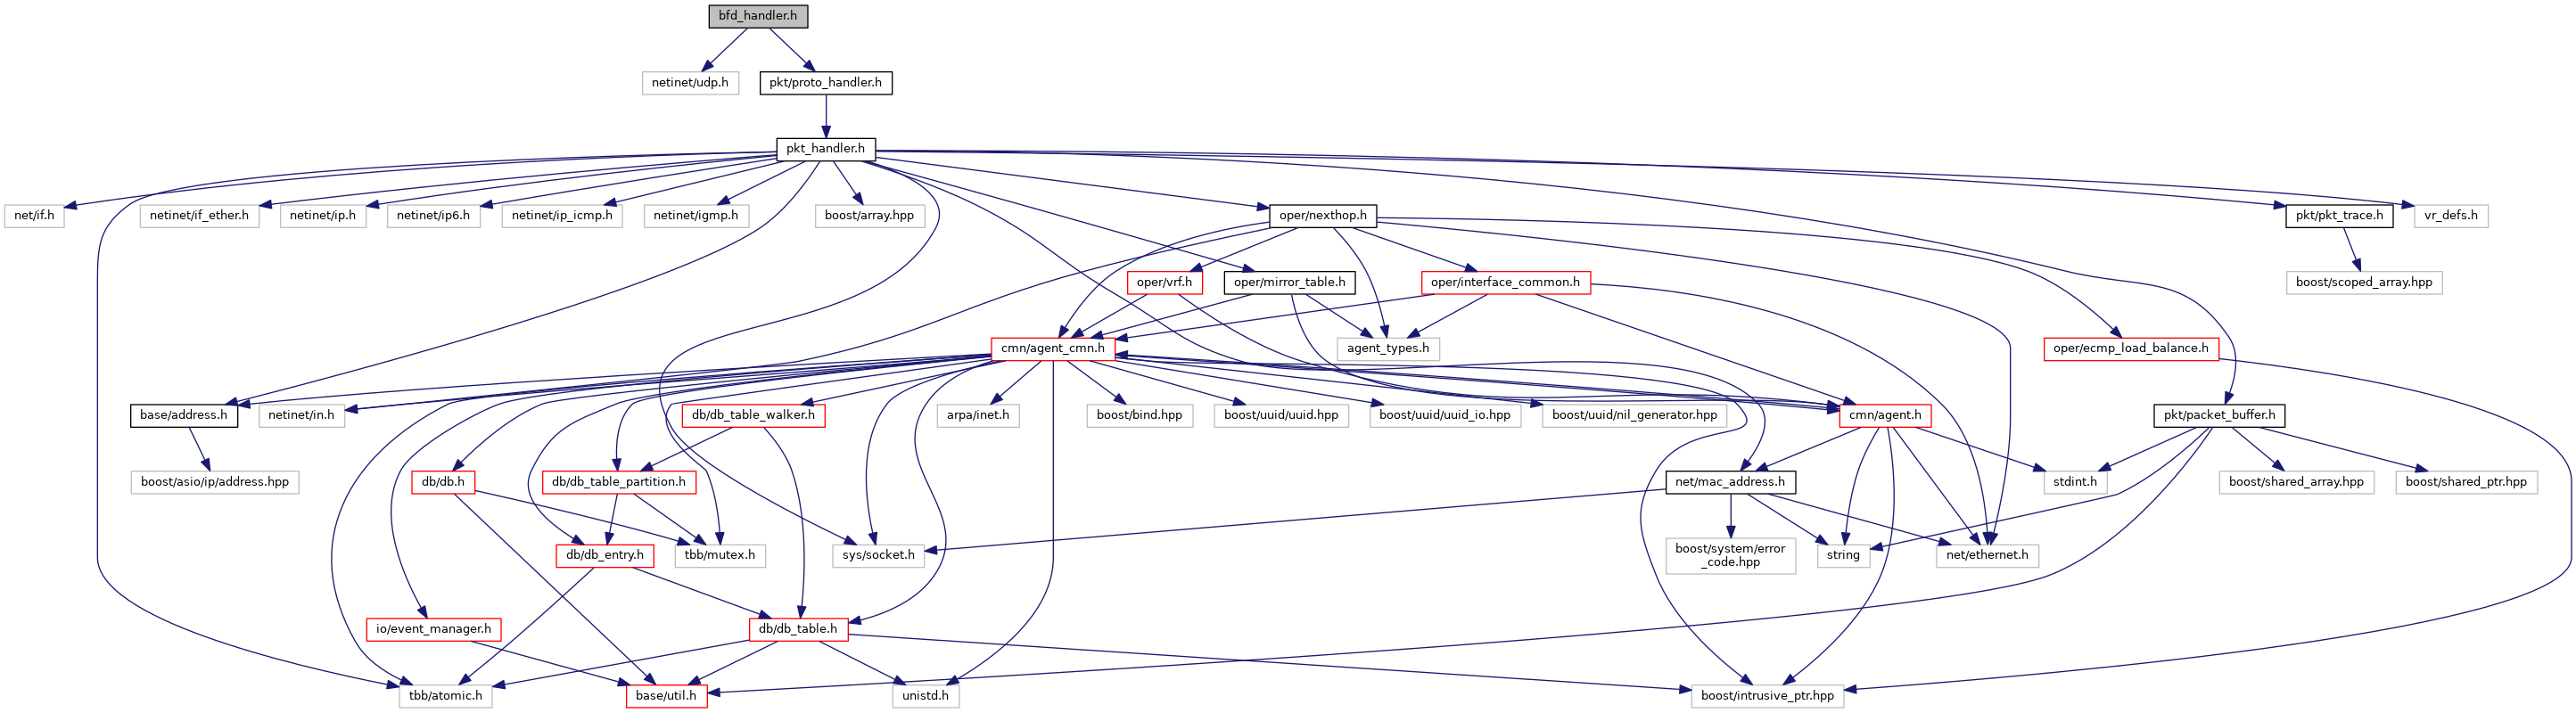 bfd_handler.h
netinet/udp.h
pkt/proto_handler.h
pkt_handler.h
net/if.h
netinet/if_ether.h
netinet/ip.h
netinet/ip6.h
netinet/ip_icmp.h
netinet/igmp.h
boost/array.hpp
oper/nexthop.h
pkt/pkt_trace.h
vr_defs.h
oper/vrf.h
oper/mirror_table.h
oper/interface_common.h
boost/scoped_array.hpp
cmn/agent_cmn.h
agent_types.h
oper/ecmp_load_balance.h
base/address.h
netinet/in.h
db/db_table_walker.h
arpa/inet.h
boost/bind.hpp
boost/uuid/uuid.hpp
boost/uuid/uuid_io.hpp
boost/uuid/nil_generator.hpp
cmn/agent.h
pkt/packet_buffer.h
boost/asio/ip/address.hpp
db/db.h
db/db_table_partition.h
net/mac_address.h
stdint.h
boost/shared_array.hpp
boost/shared_ptr.hpp
db/db_entry.h
tbb/mutex.h
sys/socket.h
boost/system/error
_code.hpp
string
net/ethernet.h
io/event_manager.h
db/db_table.h
tbb/atomic.h
base/util.h
unistd.h
boost/intrusive_ptr.hpp